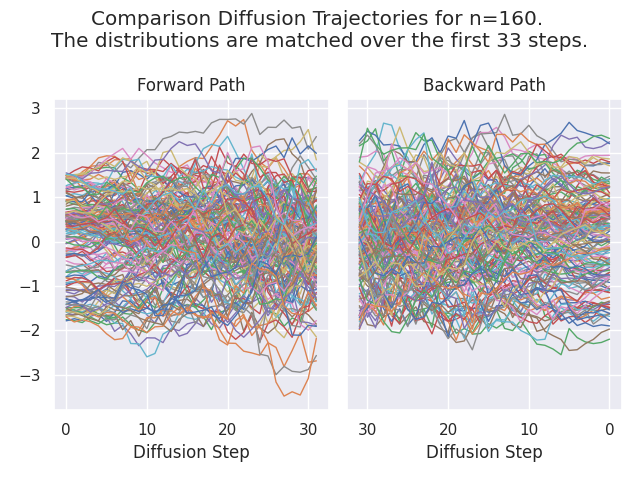 Comparison Diffusion Trajectories for n=160.
The distributions are matched over the first 33 steps.
Forward Path
Backward Path
3
2
1
0
−1
−2
−3
0 10 20 30
30 20 10 0
Diffusion Step
Diffusion Step